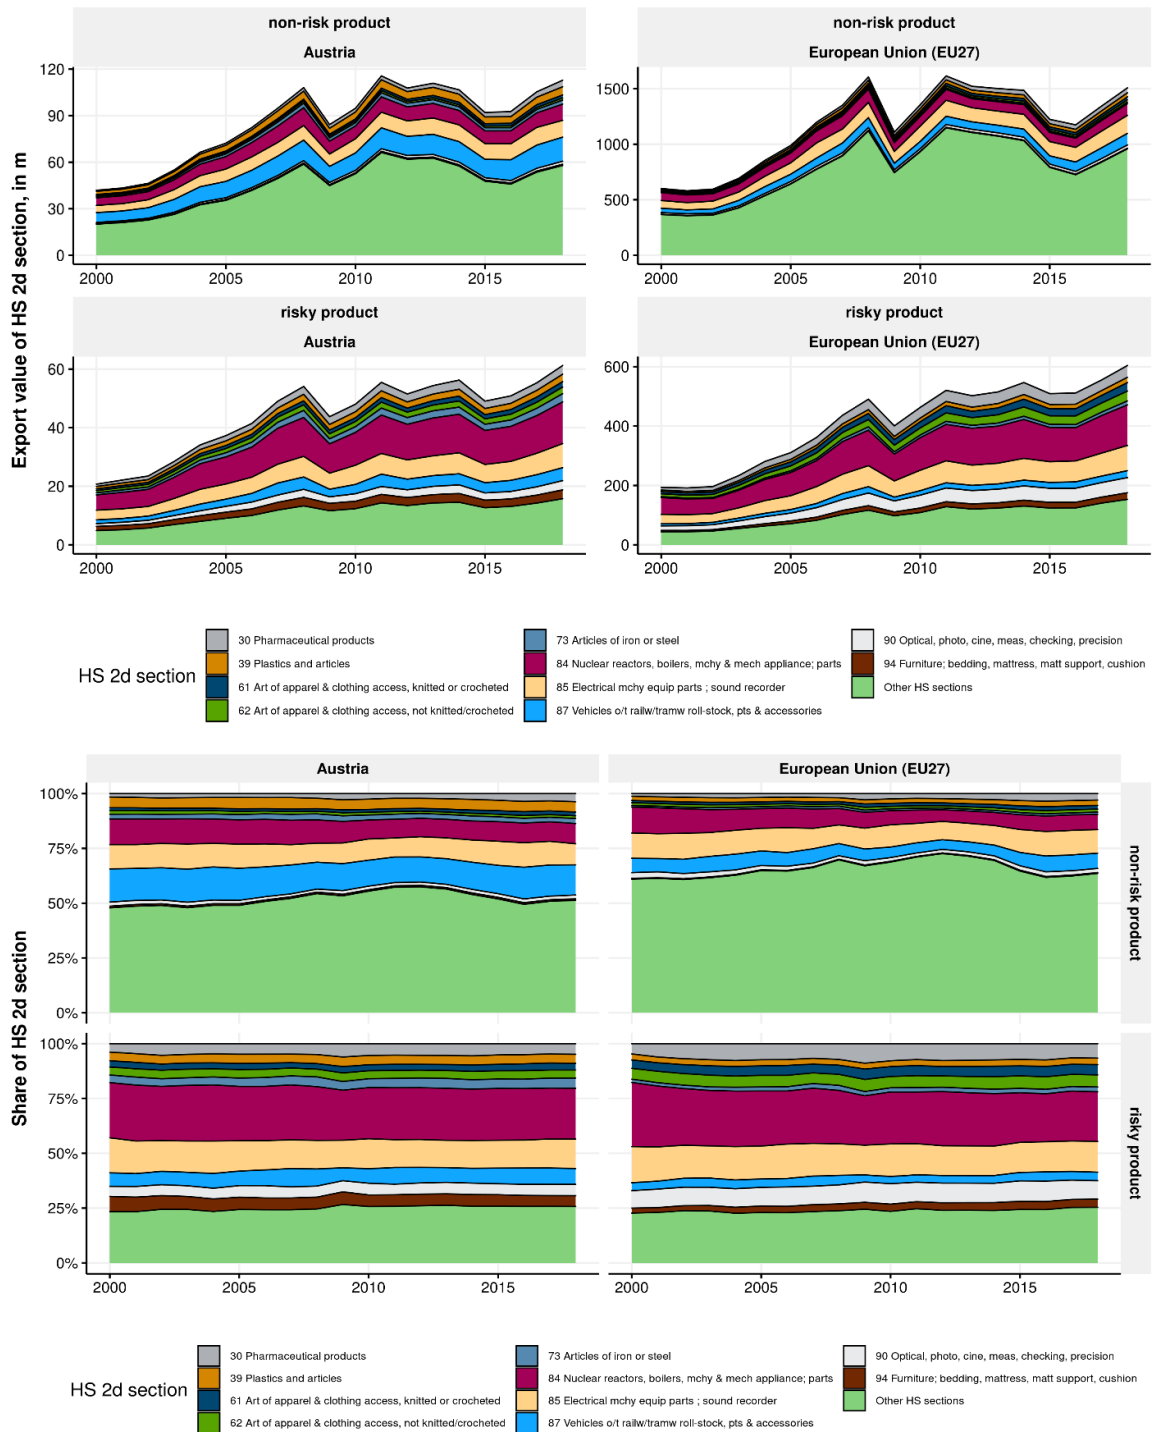 non-risk product
Austria
non-risk product
European Union (EU27)
Export value of HS 2d section, in m
120
90
60
30
0
2000 2005 2010 2015
1500
1000
500
0
2000 2005 2010 2015
risky product
Austria
risky product
European Union (EU27)
60
40
20
0
2000 2005 2010 2015
600
400
200
0
2000 2005 2010 2015
HS 2d section
30 Pharmaceutical products
39 Plastics and articles
61 Art of apparel & clothing access, knitted or crocheted
62 Art of apparel & clothing access, not knitted/crocheted
73 Articles of iron or steel
84 Nuclear reactors, boilers, mchy & mech appliance; parts
85 Electrical mchy equip parts ; sound recorder
87 Vehicles o/t railw/tramw roll-stock, pts & accessories
90 Optical, photo, cine, meas, checking, precision
94 Furniture; bedding, mattress, matt support, cushion
Other HS sections
Austria
European Union (EU27)
Share of HS 2d section
100%
75%
50%
25%
0%
non-risk product
100%
75%
50%
25%
0%
risky product
2000 2005 2010 2015
2000 2005 2010 2015
HS 2d section
30 Pharmaceutical products
39 Plastics and articles
61 Art of apparel & clothing access, knitted or crocheted
62 Art of apparel & clothing access, not knitted/crocheted
73 Articles of iron or steel
84 Nuclear reactors, boilers, mchy & mech appliance; parts
85 Electrical mchy equip parts ; sound recorder
87 Vehicles o/t railw/tramw roll-stock, pts & accessories
90 Optical, photo, cine, meas, checking, precision
94 Furniture; bedding, mattress, matt support, cushion
Other HS sections